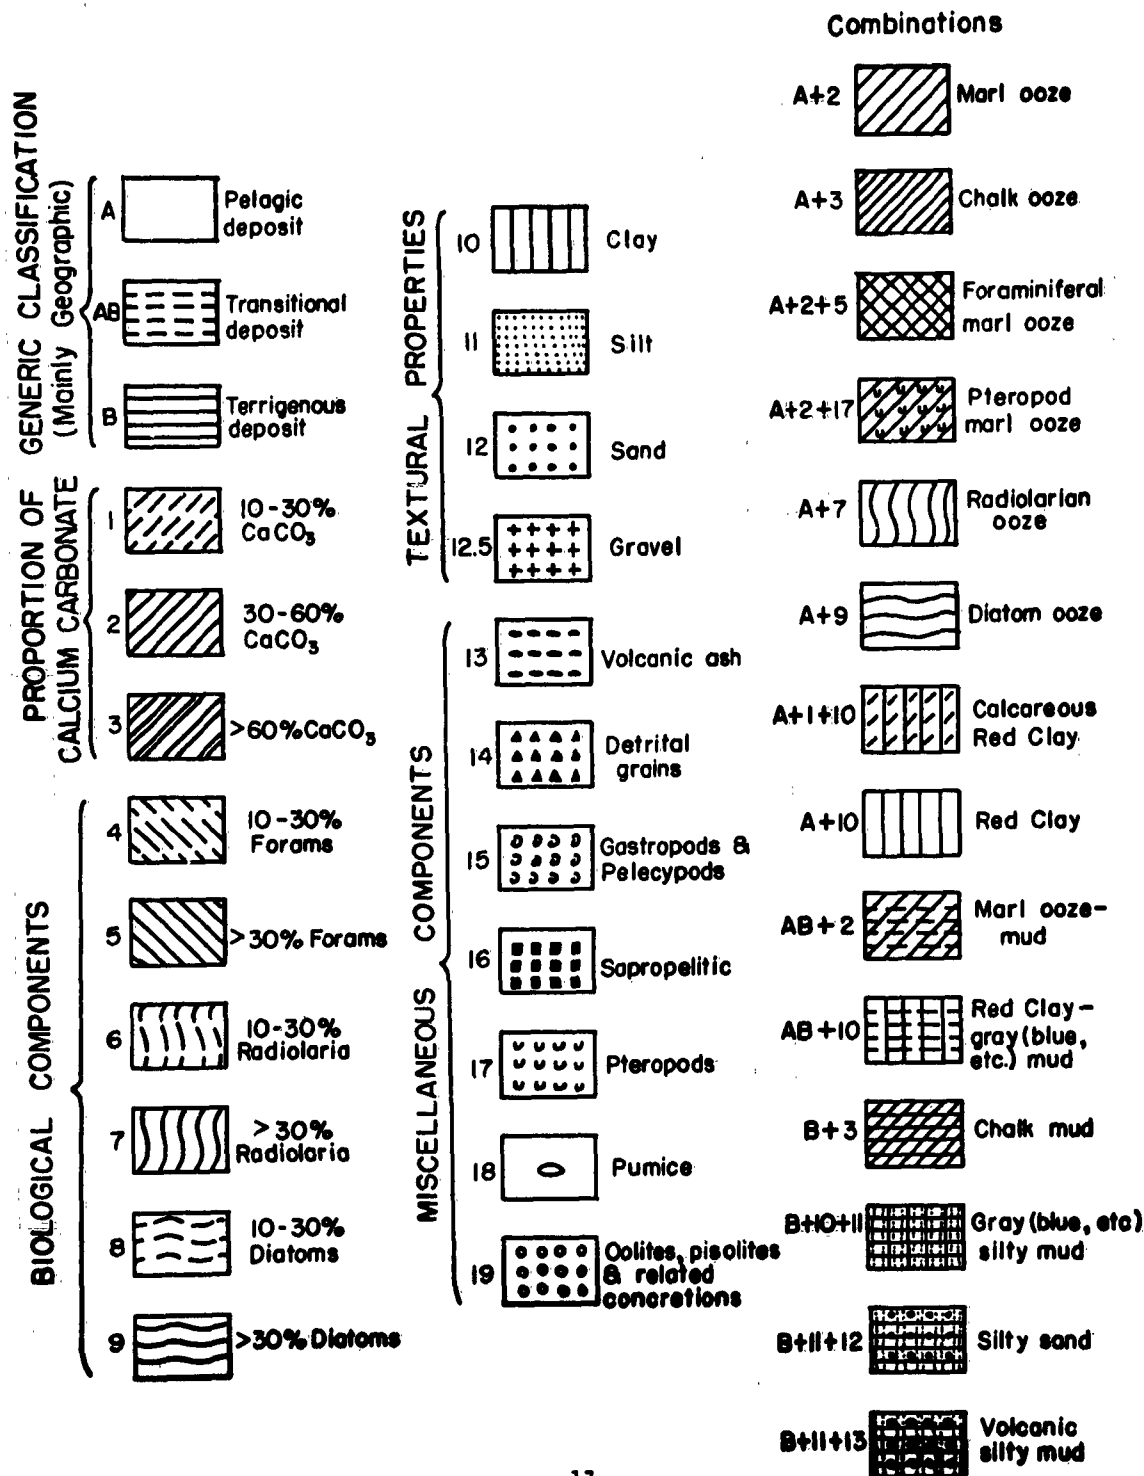 GENERIC CLASSIFICATION
(Mainly Geographic)
A
Pelagic
deposit
AB
Transitional
deposit
B
Terrigenous
deposit
PROPORTION OF
CALCIUM CARBONATE
1
10-30%
CaCO3
2
30-60%
CaCO3
3
>60% CaCO3
BIOLOGICAL COMPONENTS
4
10-30%
Forams
5
>30% Forams
6
10-30%
Radiolaria
7
>30%
Radiolaria
8
10-30%
Diatoms
9
>30% Diatoms
TEXTURAL PROPERTIES
10
Clay
11
Silt
12
Sand
12.5
Gravel
MISCELLANEOUS COMPONENTS
13
Volcanic ash
14
Detrital
grains
15
Gastropods &
Pelecypods
16
Sapropelitic
17
Pteropods
18
Pumice
19
Oolites, pisolites
& related
concretions
Combinations
A+2
Marl ooze
A+3
Chalk ooze
A+2+5
Foraminiferal
marl ooze
A+2+17
Pteropod
marl ooze
A+7
Radiolarian
ooze
A+9
Diatom ooze
A+1+10
Calcareous
Red Clay
A+10
Red Clay
AB+2
Marl ooze-
mud
AB+10
Red Clay-
gray (blue,
etc.) mud
B+3
Chalk mud
B+10+11
Gray (blue, etc)
silty mud
B+11+12
Silty sand
B+11+13
Volcanic
silty mud